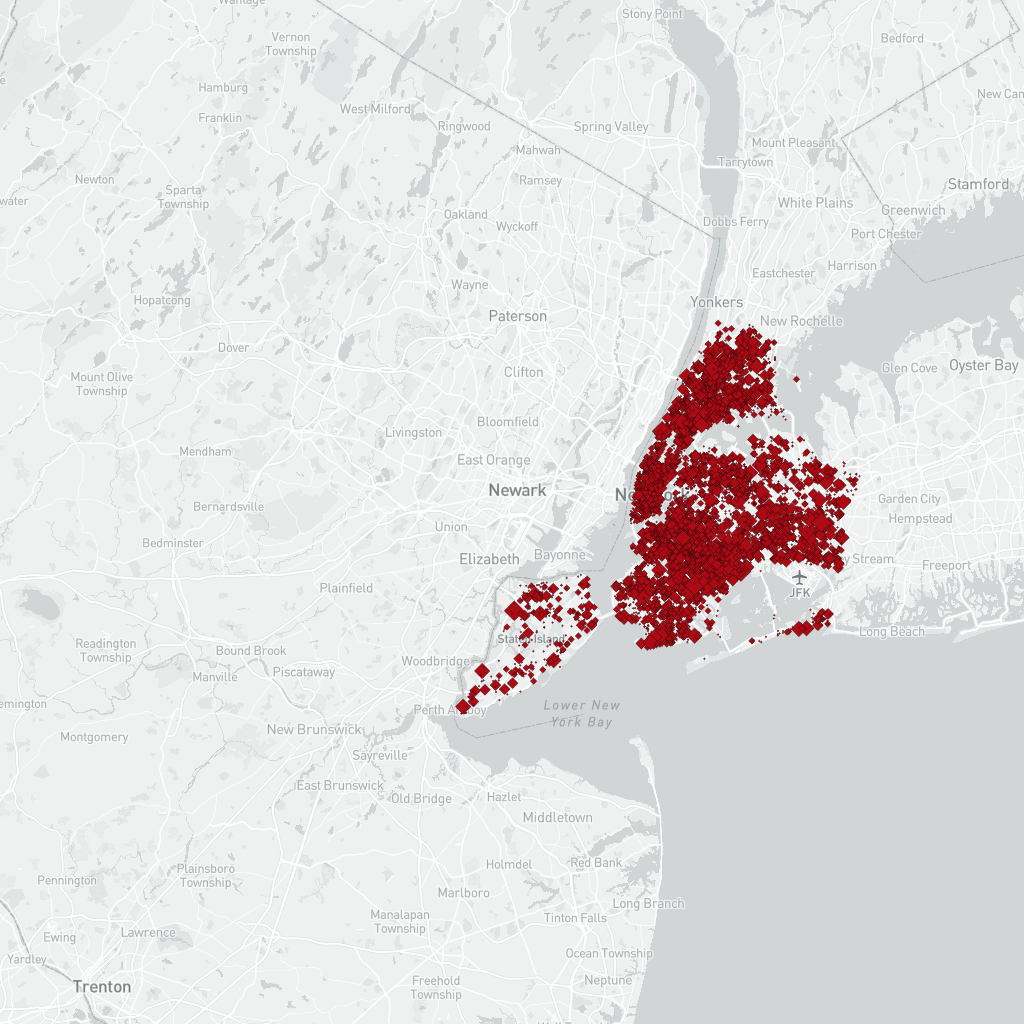 Stony Point
Wantage
Vernon
Township
Bedford
Hamburg
New Can
West Milford
Franklin
Ringwood
Spring Valley
Mahwah
Mount Pleasant
Tarrytown
Newton
Ramsey
Sparta
Township
Stamford
water
White Plains
Oakland
Greenwich
Wyckoff
Dobbs Ferry
Port Chester
Harrison
Eastchester
Wayne
Hopatcong
Yonkers
Paterson
New Rochelle
Dover
Glen Cove
Oyster Bay
Clifton
Mount Olive
Township
Bloomfield
Livingston
Mendham
East Orange
Newark
Garden City
Bernardsville
Hempstead
Union
Bedminster
Elizabeth
Bayonne
y Stream
Freeport
JFK
Plainfield
Staten Island
Long Beach
Readington
Township
Bound Brook
Woodbridge
Piscataway
Manville
emington
Perth Amboy
Lower New
York Bay
New Brunswick
Montgomery
Sayreville
East Brunswick
Old Bridge
Hazlet
Middletown
Plainsboro
Township
Holmdel
Red Bank
Pennington
Marlboro
Long Branch
Manalapan
Township
Tinton Falls
Ewing
Lawrence
Yardley
Ocean Township
Trenton
Freehold
Township
Neptune